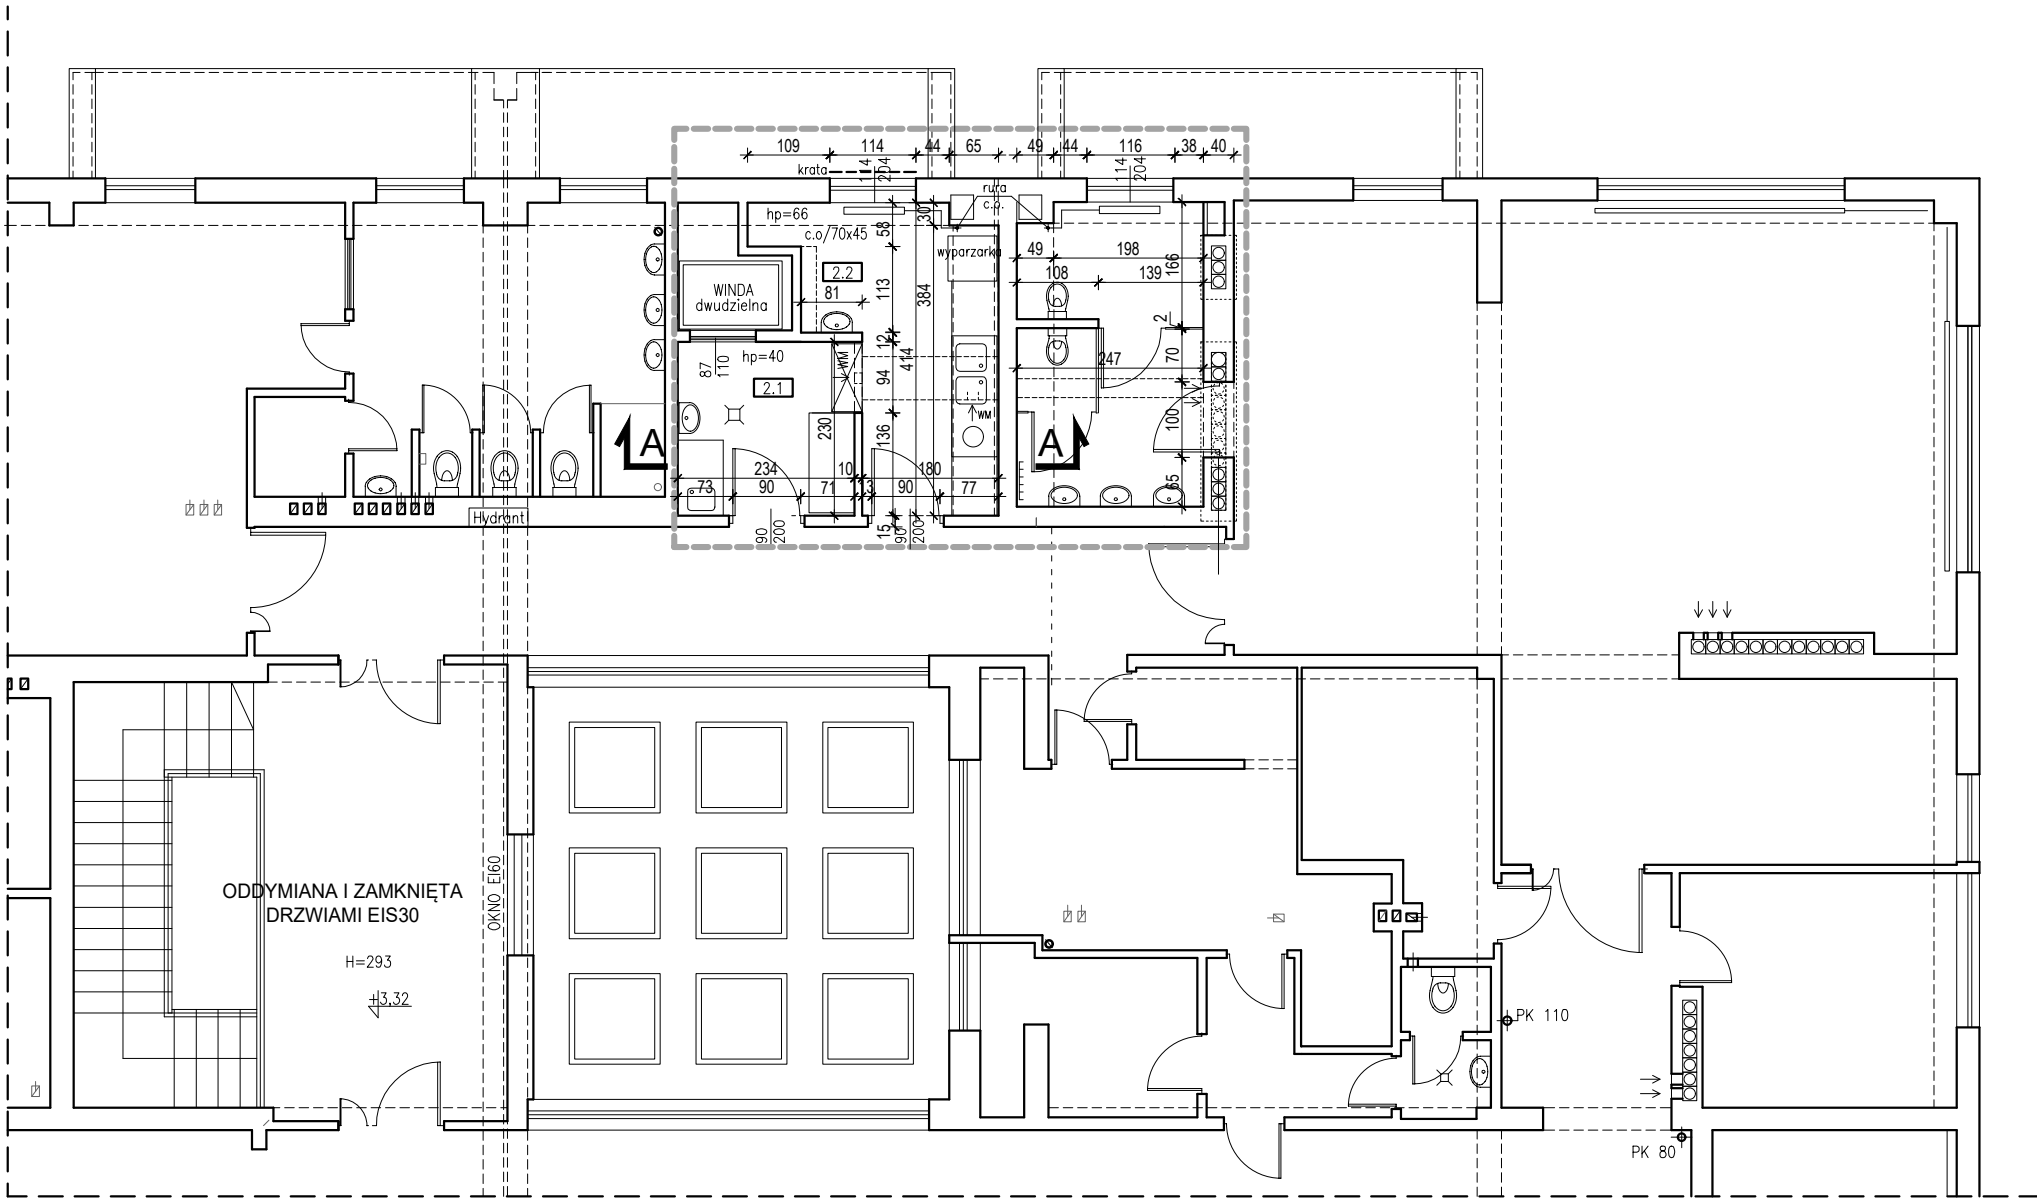 109 114 44 65 49 44 116 38 40
krata
114
204
114
204
rura
c.o.
hp=66
58
30
c.o/70x45
wyparzarka
49 198
166
2.2
108 139
WINDA
dwudzielna
81
113
384
2
12
414
hp=40
WM
87
110
247
70
2.1
94
WM
100
230
136
A
A
234 10 180
73 90 71 3 90 77
65
Hydrant
90
200
15
90
200
ODDYMIANA I ZAMKNIĘTA
DRZWIAMI EIS30
OKNO EI60
H=293
+3,32
PK 110
PK 80